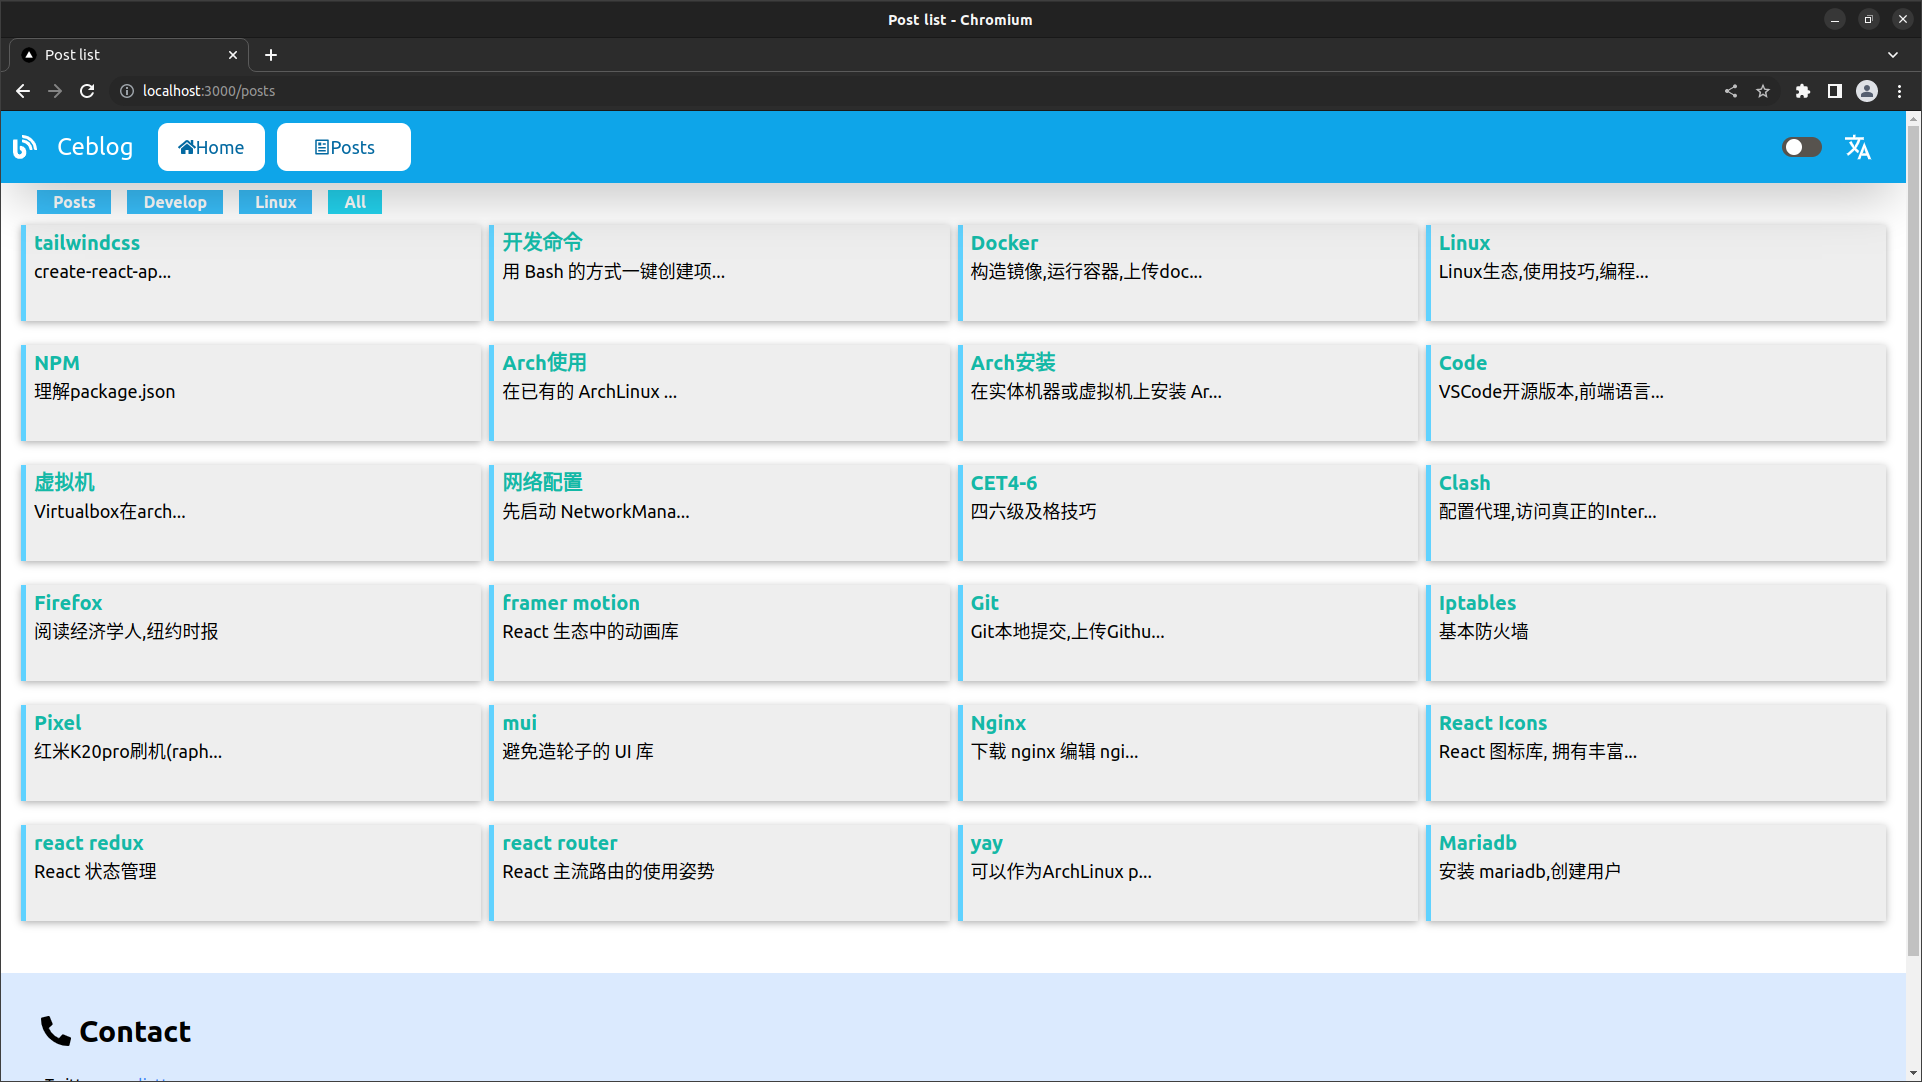 Post list - Chromium
Post list
localhost:3000/posts
Ceblog
Home
Posts
Posts
Develop
Linux
All
tailwindcss
create-react-ap...
开发命令
用 Bash 的方式一键创建项...
Docker
构造镜像,运行容器,上传doc...
Linux
Linux生态,使用技巧,编程...
NPM
理解package.json
Arch使用
在已有的 ArchLinux ...
Arch安装
在实体机器或虚拟机上安装 Ar...
Code
VSCode开源版本,前端语言...
虚拟机
Virtualbox在arch...
网络配置
先启动 NetworkMana...
CET4-6
四六级及格技巧
Clash
配置代理,访问真正的Inter...
Firefox
阅读经济学人,纽约时报
framer motion
React 生态中的动画库
Git
Git本地提交,上传Githu...
Iptables
基本防火墙
Pixel
红米K20pro刷机(raph...
mui
避免造轮子的 UI 库
Nginx
下载 nginx 编辑 ngi...
React Icons
React 图标库, 拥有丰富...
react redux
React 状态管理
react router
React 主流路由的使用姿势
yay
可以作为ArchLinux p...
Mariadb
安装 mariadb,创建用户
Contact